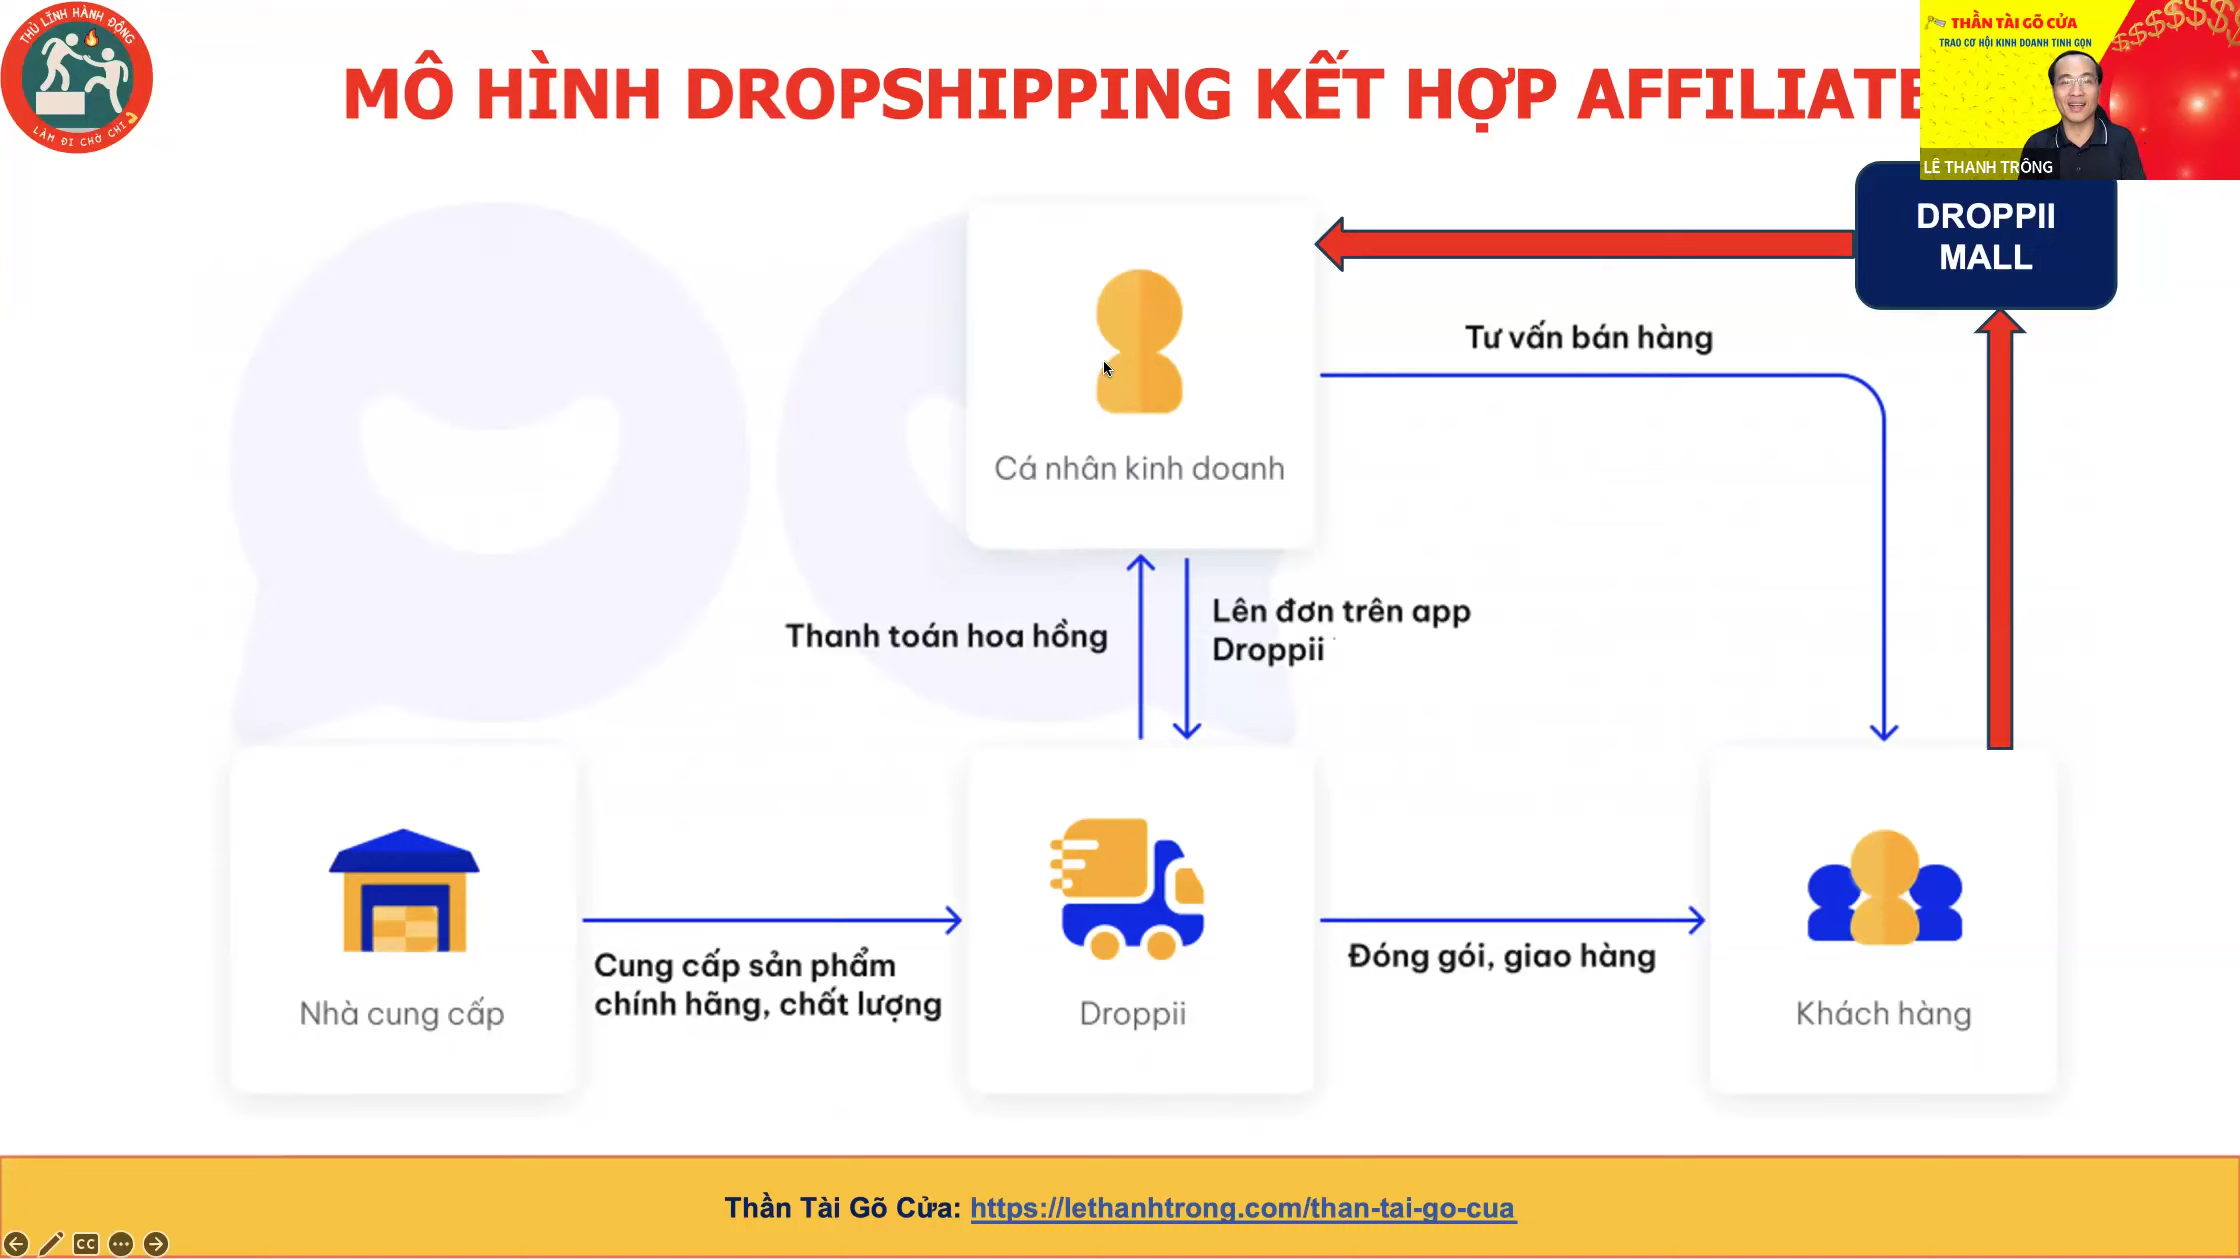 THỦ LĨNH HÀNH ĐỘNG
LÀM ĐI CHỜ CHI
MÔ HÌNH DROPSHIPPING KẾT HỢP AFFILIATE
THẦN TÀI GÕ CỬA
TRAO CƠ HỘI KINH DOANH TINH GỌN
LÊ THANH TRÔNG
DROPPII
MALL
Tư vấn bán hàng
Cá nhân kinh doanh
Thanh toán hoa hồng
Lên đơn trên app
Droppii
Nhà cung cấp
Cung cấp sản phẩm
chính hãng, chất lượng
Droppii
Đóng gói, giao hàng
Khách hàng
Thần Tài Gõ Cửa: https://lethanhtrong.com/than-tai-go-cua
CC